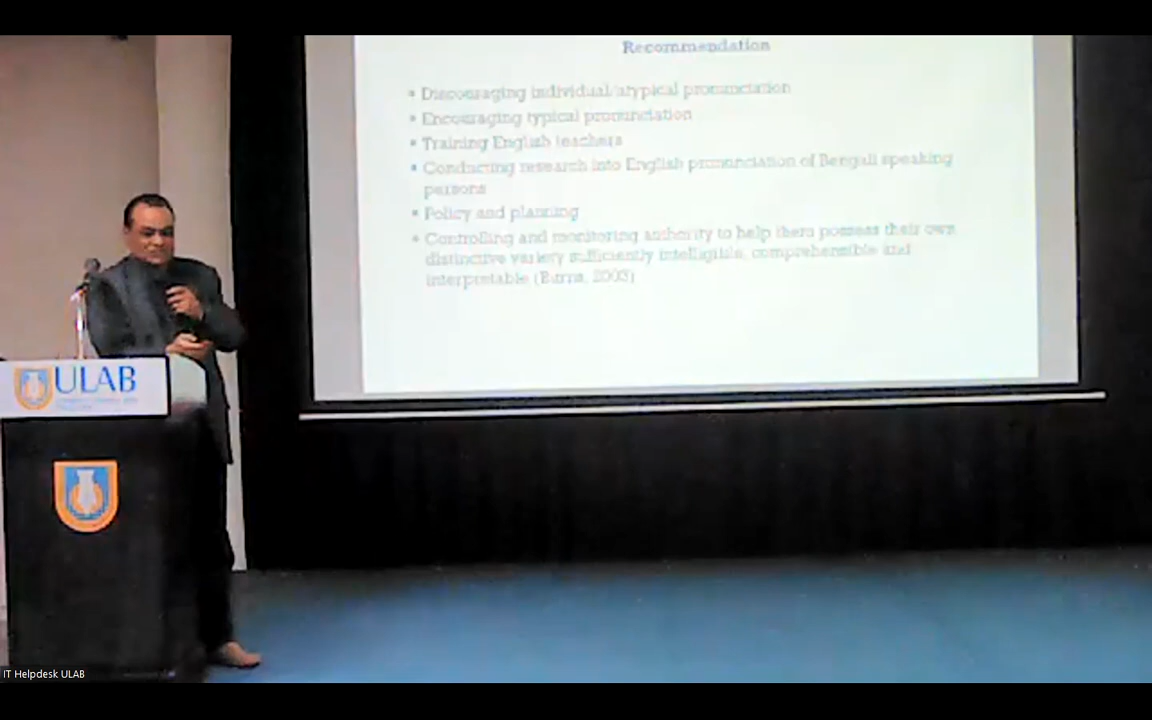 Recommendation
Discouraging individual/atypical pronunciation
Encouraging typical pronunciation
Training English teachers
Conducting research into English pronunciation of Bengali speaking
persons
Policy and planning
Controlling and monitoring authority to help them possess their own
distinctive variety sufficiently intelligible, comprehensible and
interpretable (Burns, 2003)
ULAB
IT Helpdesk ULAB